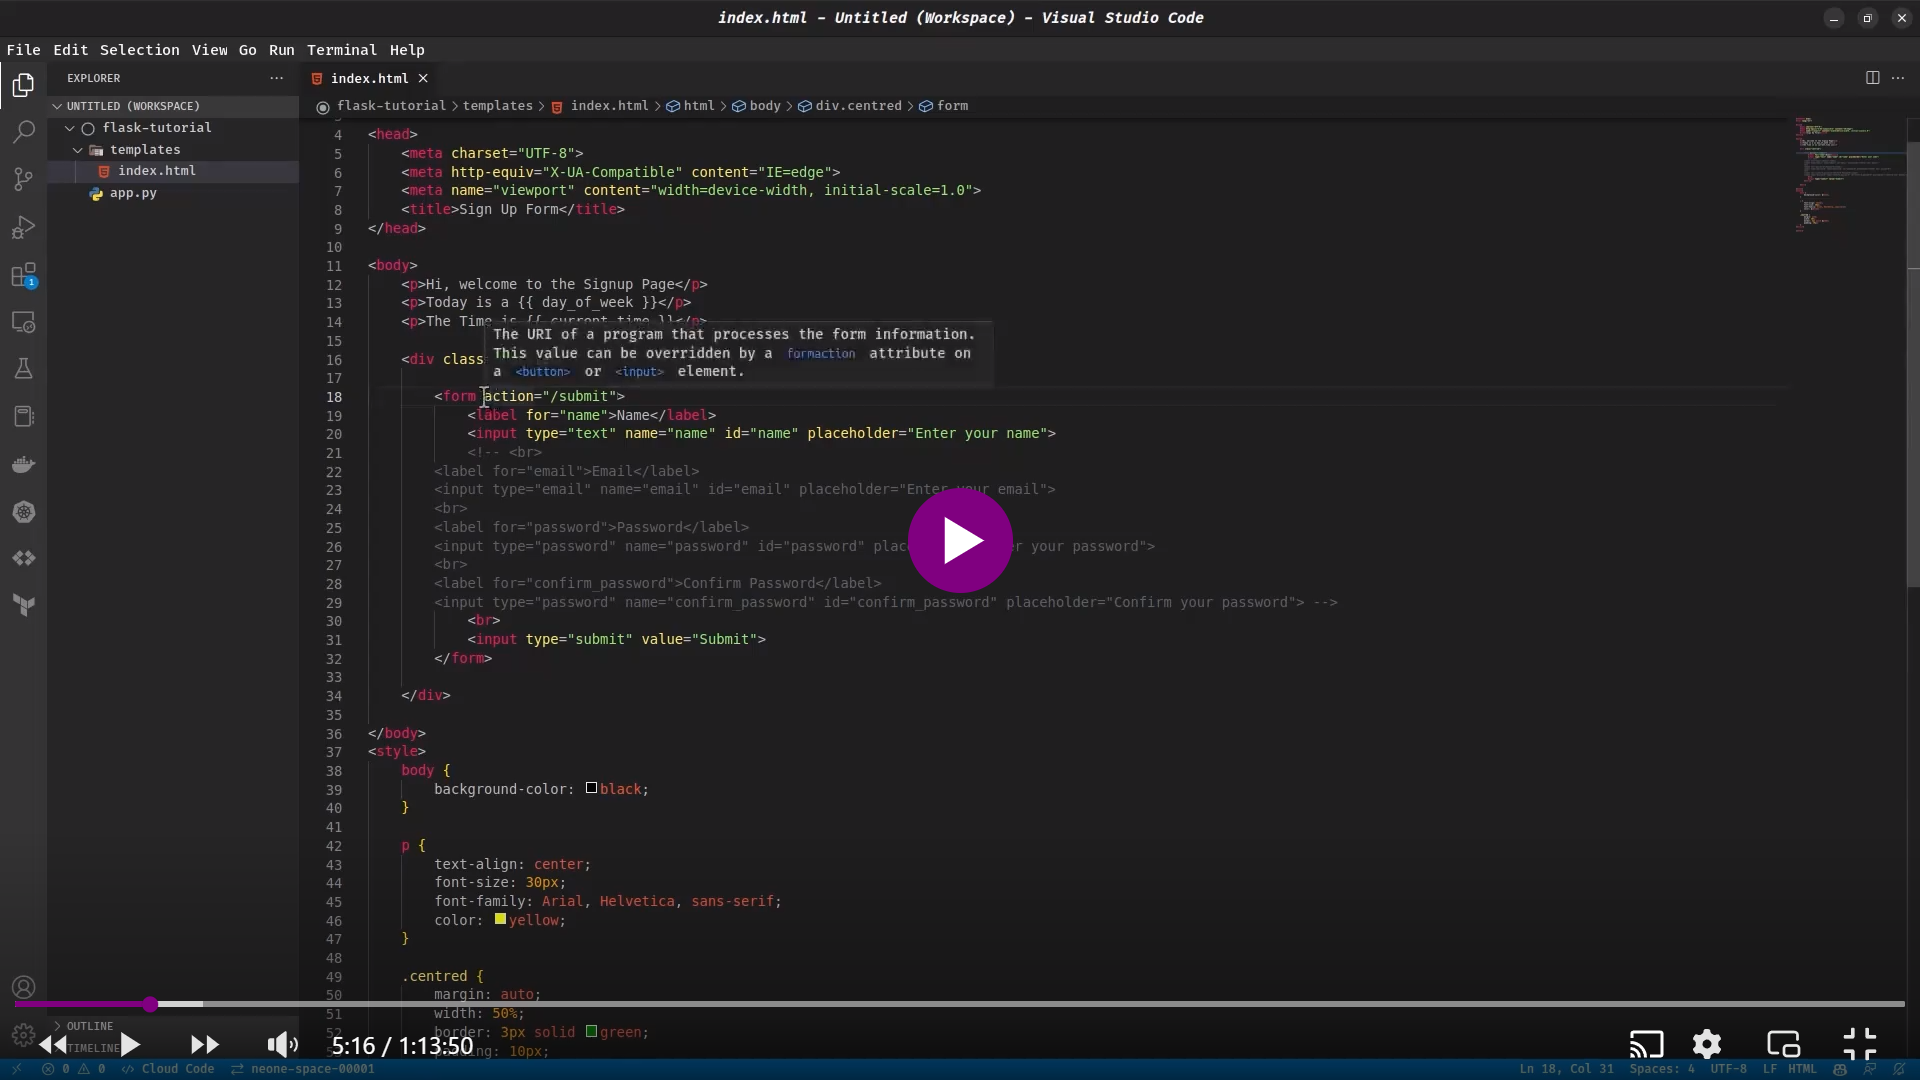 index.html - Untitled (Workspace) - Visual Studio Code
File Edit Selection View Go Run Terminal Help
EXPLORER
index.html
UNTITLED (WORKSPACE)
flask-tutorial > templates > index.html > html > body > div.centred > form
flask-tutorial
templates
index.html
app.py
4 <head>
5 <meta charset="UTF-8">
6 <meta http-equiv="X-UA-Compatible" content="IE=edge">
7 <meta name="viewport" content="width=device-width, initial-scale=1.0">
8 <title>Sign Up Form</title>
9 </head>
10
11 <body>
12 <p>Hi, welcome to the Signup Page</p>
13 <p>Today is a {{ day_of_week }}</p>
14 <p>The Time is {{ current_time }}</p>
The URI of a program that processes the form information.
15
This value can be overridden by a formaction attribute on
16 <div class
a <button> or <input> element.
17
18 <form action="/submit">
19 <label for="name">Name</label>
20 <input type="text" name="name" id="name" placeholder="Enter your name">
21 <!-- <br>
22 <label for="email">Email</label>
23 <input type="email" name="email" id="email" placeholder="Enter your email">
24 <br>
25 <label for="password">Password</label>
26 <input type="password" name="password" id="password" plac r your password">
27 <br>
28 <label for="confirm_password">Confirm Password</label>
29 <input type="password" name="confirm_password" id="confirm_password" placeholder="Confirm your password"> -->
30 <br>
31 <input type="submit" value="Submit">
32 </form>
33
34 </div>
35
36 </body>
37 <style>
38 body {
39 background-color: black;
40 }
41
42 p {
43 text-align: center;
44 font-size: 30px;
45 font-family: Arial, Helvetica, sans-serif;
46 color: yellow;
47 }
48
49 .centred {
50 margin: auto;
51 width: 50%;
OUTLINE
52 border: 3px solid green;
TIMELINE
5:16 / 1:13:50
padding: 10px;
0 0 Cloud Code neone-space-00001 Ln 18, Col 31 Spaces: 4 UTF-8 LF HTML
1